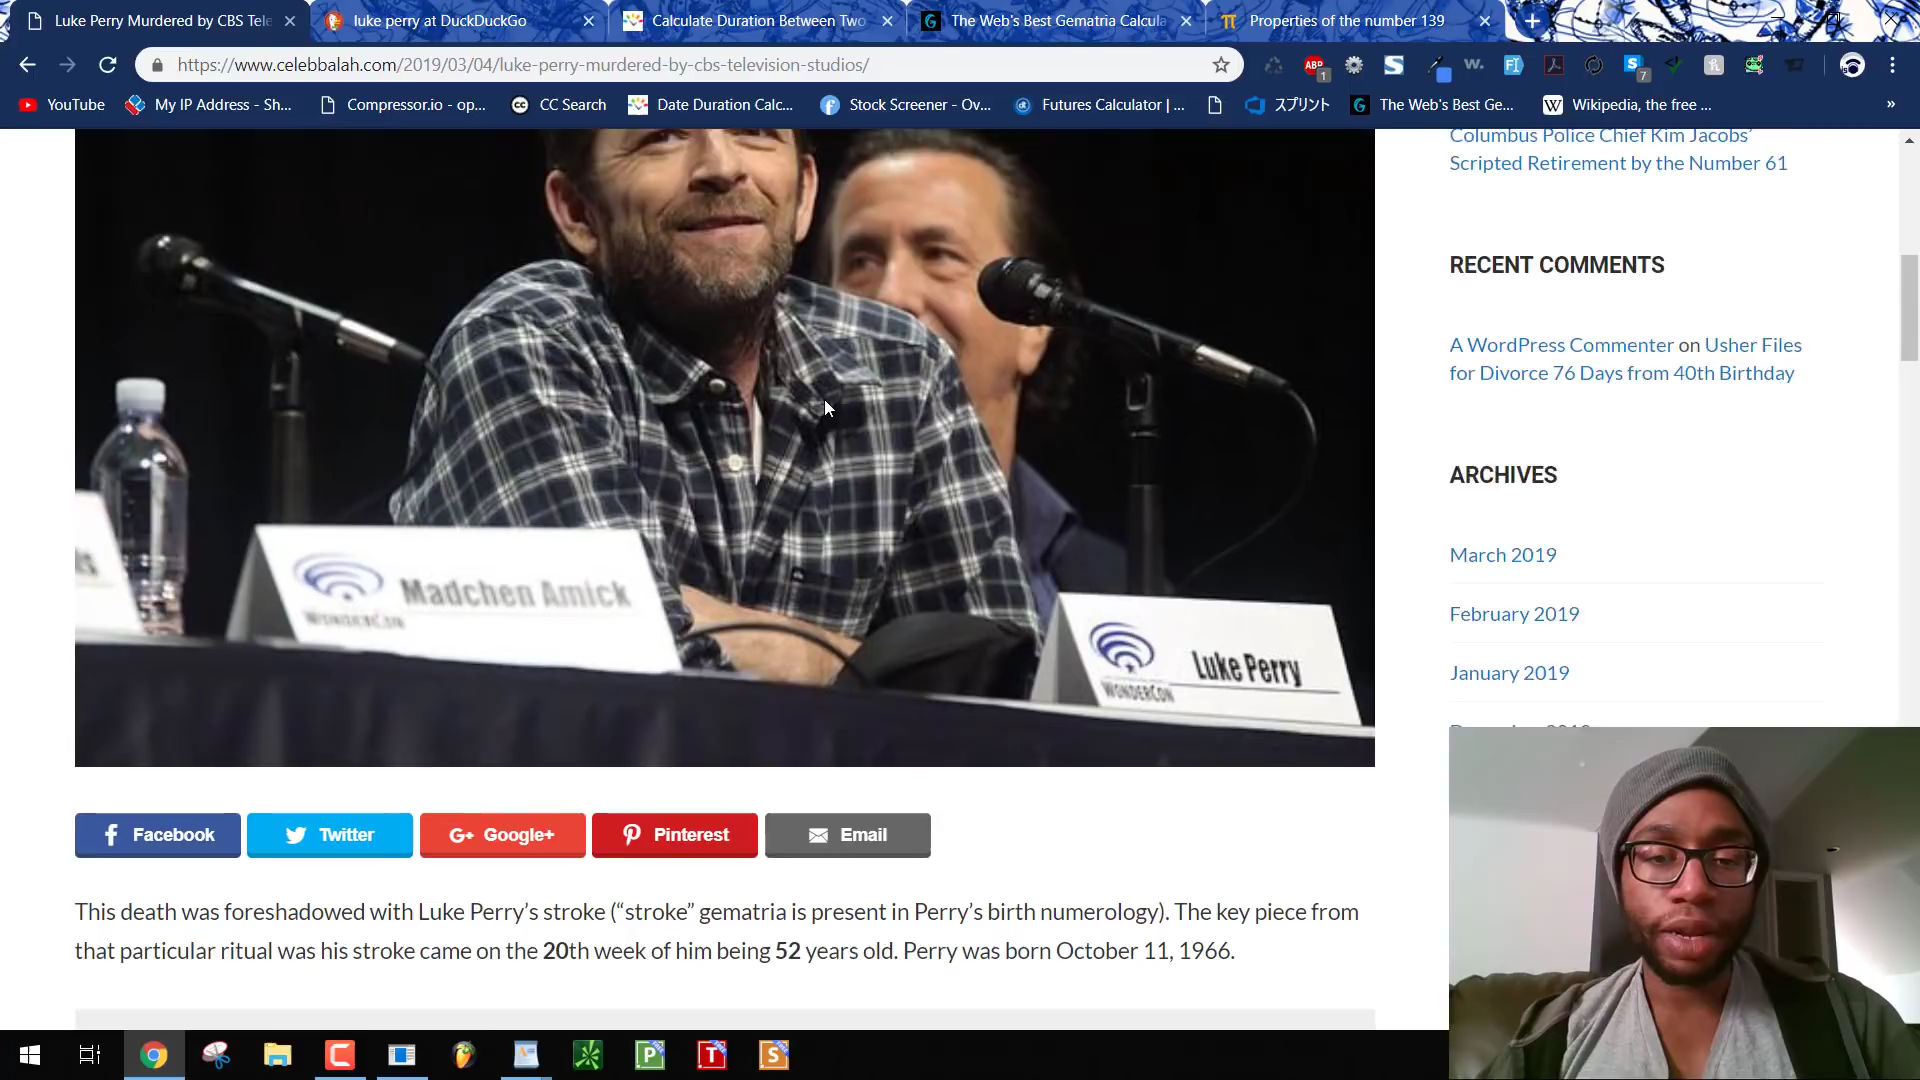 Luke Perry Murdered by CBS Tele
luke perry at DuckDuckGo
Calculate Duration Between Two
The Web's Best Gematria Calcula
Properties of the number 139
https://www.celebbalah.com/2019/03/04/luke-perry-murdered-by-cbs-television-studios/
ABP
1
S
w.
FI
S
7
YouTube
My IP Address - Sh...
Compressor.io - op...
CC Search
Date Duration Calc...
Stock Screener - Ov...
Futures Calculator | ...
スプリント
The Web's Best Ge...
Wikipedia, the free ...
»
Columbus Police Chief Kim Jacobs'
Scripted Retirement by the Number 61
RECENT COMMENTS
A WordPress Commenter on Usher Files
for Divorce 76 Days from 40th Birthday
ARCHIVES
March 2019
February 2019
January 2019
Madchen Amick
WONDERCON
Luke Perry
WONDERCON
Facebook
Twitter
G+ Google+
Pinterest
Email
This death was foreshadowed with Luke Perry's stroke (“stroke” gematria is present in Perry's birth numerology). The key piece from
that particular ritual was his stroke came on the 20th week of him being 52 years old. Perry was born October 11, 1966.
P
T
S